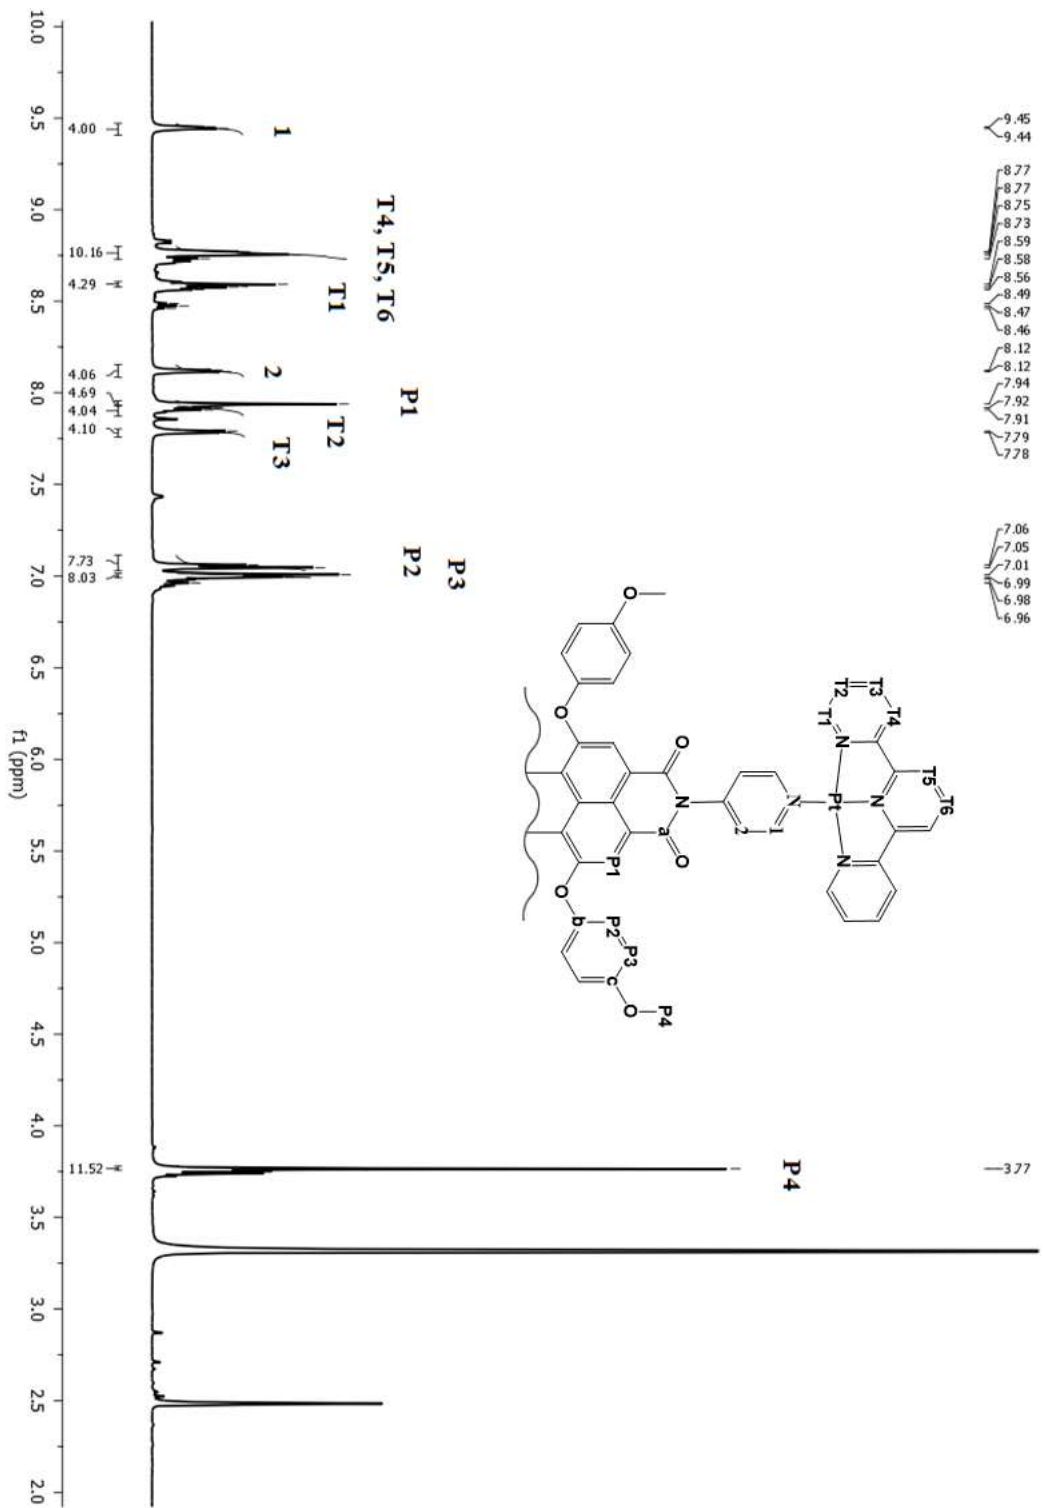 9.45
9.44
8.77
8.77
8.75
8.73
8.59
8.58
8.56
8.49
8.47
8.46
8.12
8.12
7.94
7.92
7.91
7.79
7.78
7.06
7.05
7.01
6.99
6.98
6.96
3.77
T3
T2
T4
T1
N
T5
T6
N
Pt
N
N
1
2
O
N
a
O
O
O
P1
O
b
P2
P3
c
O
P4
1
T4, T5, T6
T1
2
P1
T2
T3
P3
P2
P4
4.00
10.16
4.29
4.06
4.69
4.04
4.10
7.73
8.03
11.52
10.0
9.5
9.0
8.5
8.0
7.5
7.0
6.5
6.0
5.5
5.0
4.5
4.0
3.5
3.0
2.5
2.0
f1 (ppm)